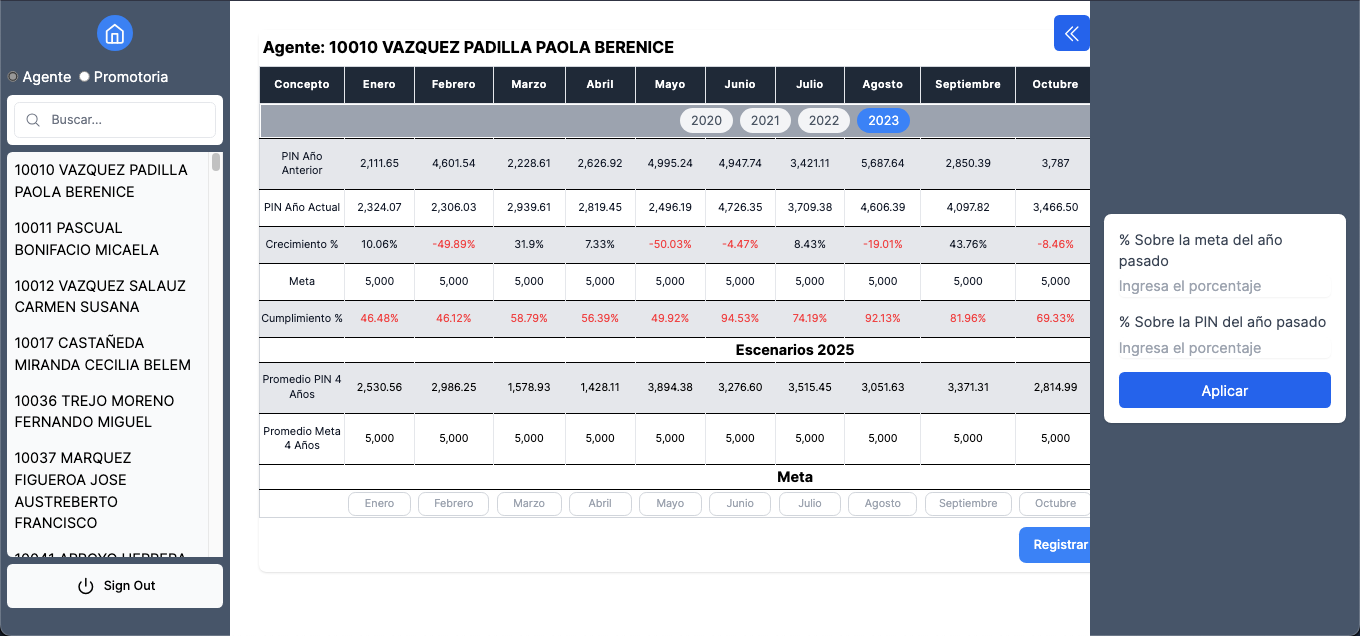 Agente Promotoria
Buscar...
10010 VAZQUEZ PADILLA
PAOLA BERENICE
10011 PASCUAL
BONIFACIO MICAELA
10012 VAZQUEZ SALAUZ
CARMEN SUSANA
10017 CASTAÑEDA
MIRANDA CECILIA BELEM
10036 TREJO MORENO
FERNANDO MIGUEL
10037 MARQUEZ
FIGUEROA JOSE
AUSTREBERTO
FRANCISCO
10041 ARROYO HERRERA
Sign Out
Agente: 10010 VAZQUEZ PADILLA PAOLA BERENICE
Concepto Enero Febrero Marzo Abril Mayo Junio Julio Agosto Septiembre Octubre
2020 2021 2022 2023
PIN Año
Anterior
2,111.65 4,601.54 2,228.61 2,626.92 4,995.24 4,947.74 3,421.11 5,687.64 2,850.39 3,787
PIN Año Actual 2,324.07 2,306.03 2,939.61 2,819.45 2,496.19 4,726.35 3,709.38 4,606.39 4,097.82 3,466.50
Crecimiento % 10.06% -49.89% 31.9% 7.33% -50.03% -4.47% 8.43% -19.01% 43.76% -8.46%
Meta 5,000 5,000 5,000 5,000 5,000 5,000 5,000 5,000 5,000 5,000
Cumplimiento % 46.48% 46.12% 58.79% 56.39% 49.92% 94.53% 74.19% 92.13% 81.96% 69.33%
Escenarios 2025
Promedio PIN 4
Años
2,530.56 2,986.25 1,578.93 1,428.11 3,894.38 3,276.60 3,515.45 3,051.63 3,371.31 2,814.99
Promedio Meta
4 Años
5,000 5,000 5,000 5,000 5,000 5,000 5,000 5,000 5,000 5,000
Meta
Enero Febrero Marzo Abril Mayo Junio Julio Agosto Septiembre Octubre
Registrar
% Sobre la meta del año
pasado
Ingresa el porcentaje
% Sobre la PIN del año pasado
Ingresa el porcentaje
Aplicar